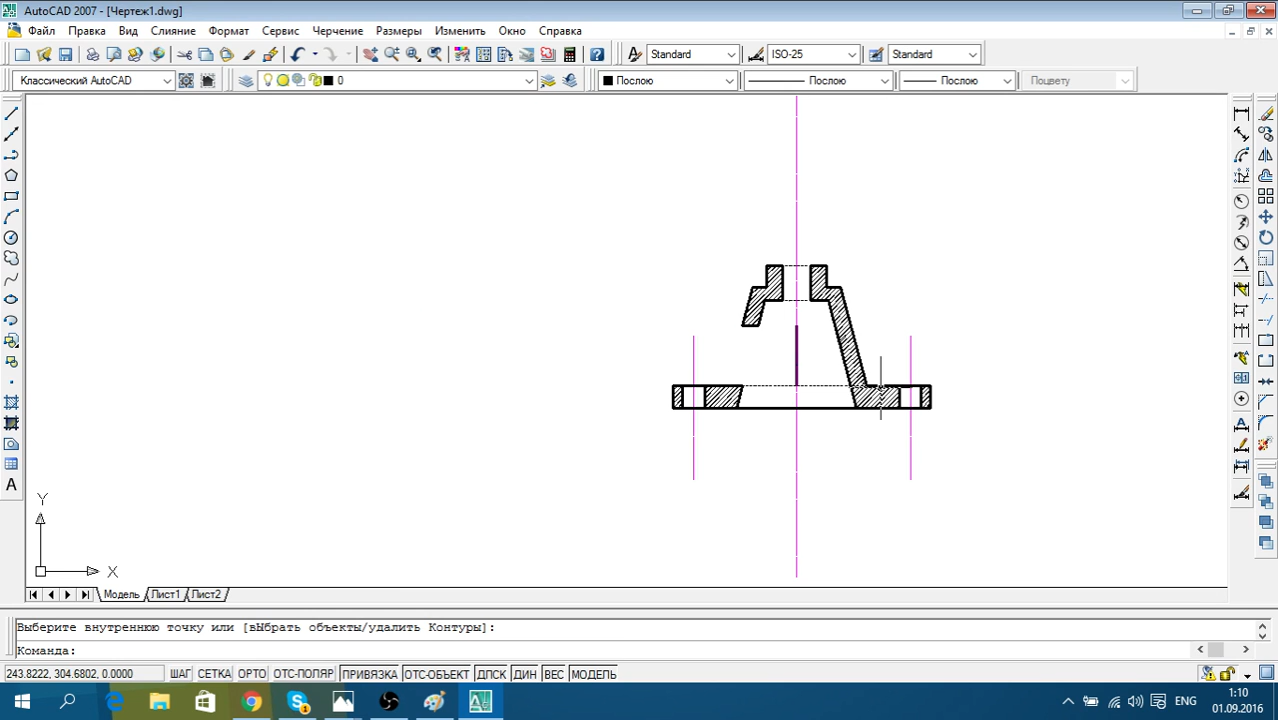 AutoCAD 2007 - [Чертеж1.dwg]
Файл Правка Вид Слияние Формат Сервис Черчение Размеры Изменить Окно Справка
Standard ISO-25 Standard
Классический AutoCAD 0 Послою Послою Послою Поцвету
A
Y
X
Модель Лист1 Лист2
Выберите внутреннюю точку или [вЫбрать объекты/удалить Контуры]:
Команда:
243.8222, 304.6802, 0.0000 ШАГ СЕТКА ОРТО ОТС-ПОЛЯР ПРИВЯЗКА ОТС-ОБЪЕКТ ДПСК ДИН ВЕС МОДЕЛЬ
ENG
1:10
01.09.2016